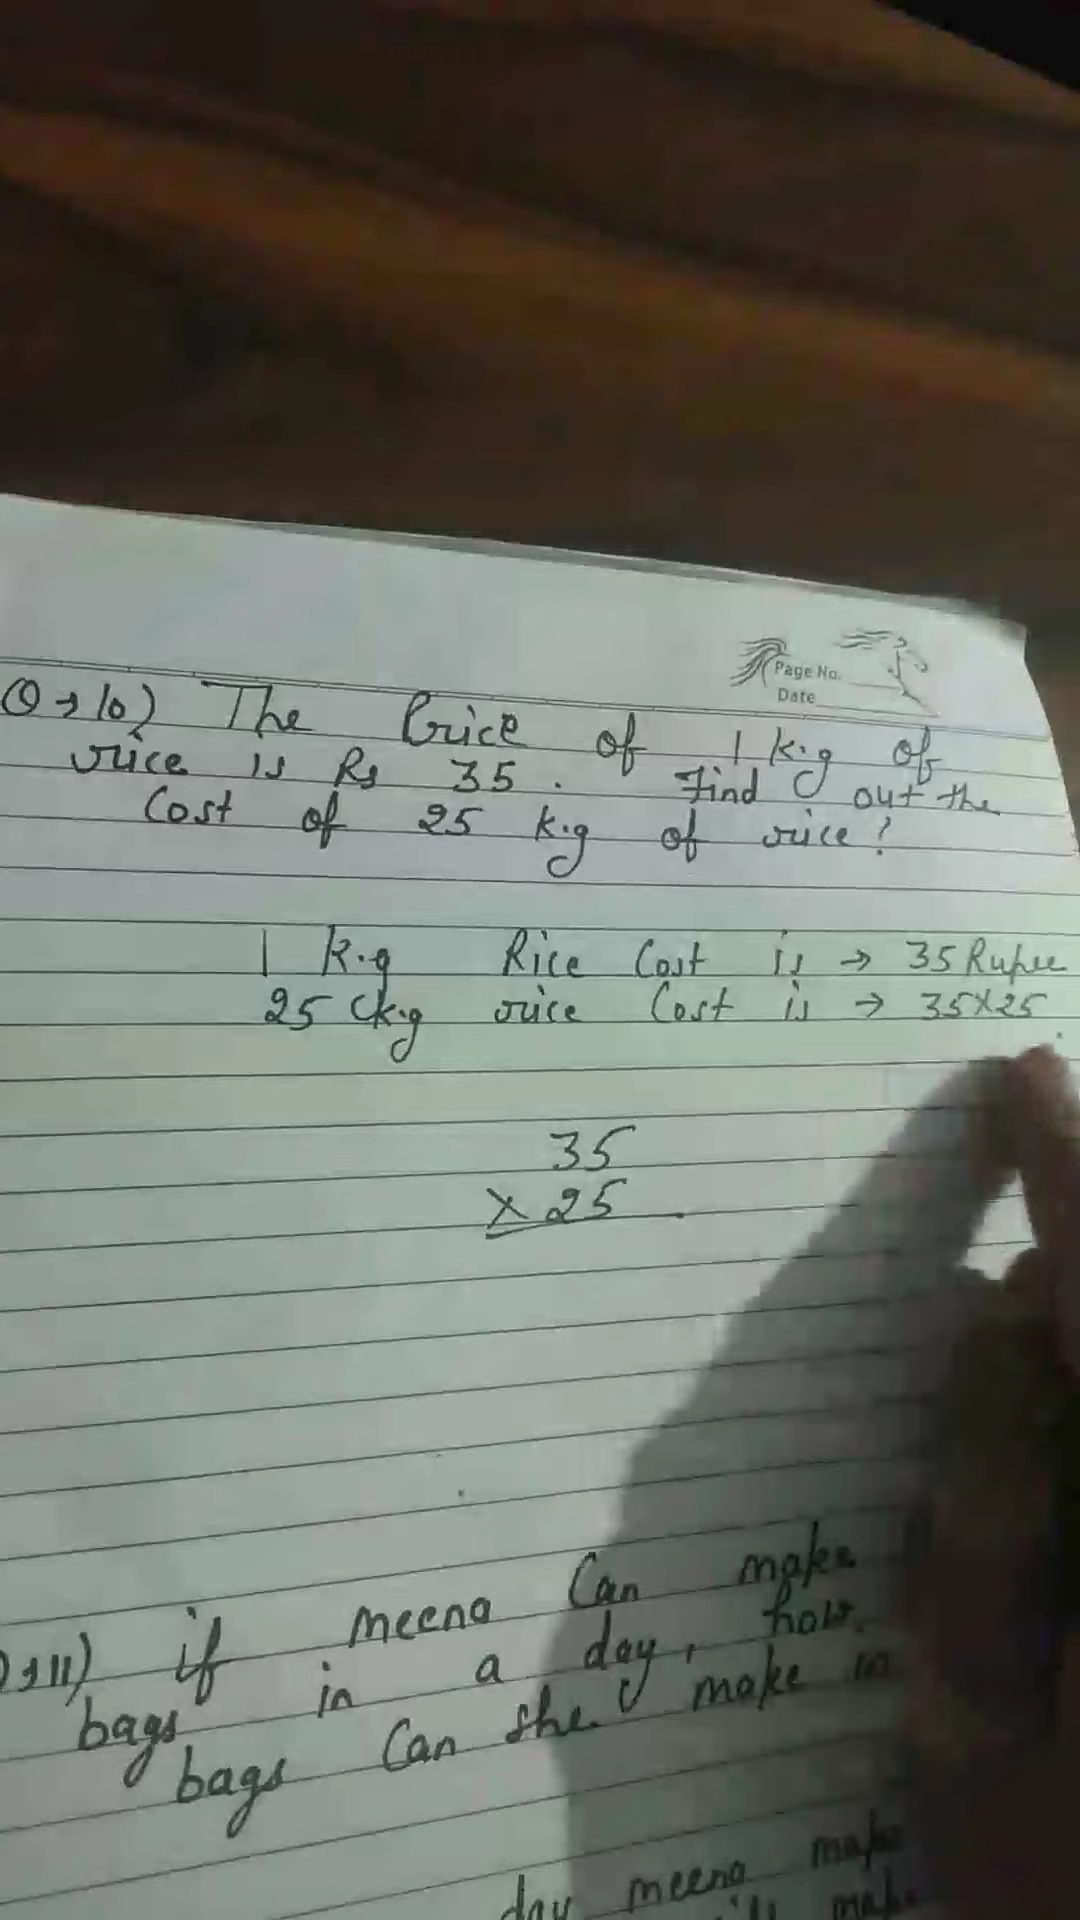 Page No.
Date
Q→10) The Price of 1 k.g of
rice is Rs 35. Find out the
Cost of 25 k.g of rice?
1 k.g Rice Cost is → 35 Rupee
25 k.g rice Cost is → 35×25
35
× 25
→11) if meena Can make
bags in a day, how
bags Can she make in
day meena make
make